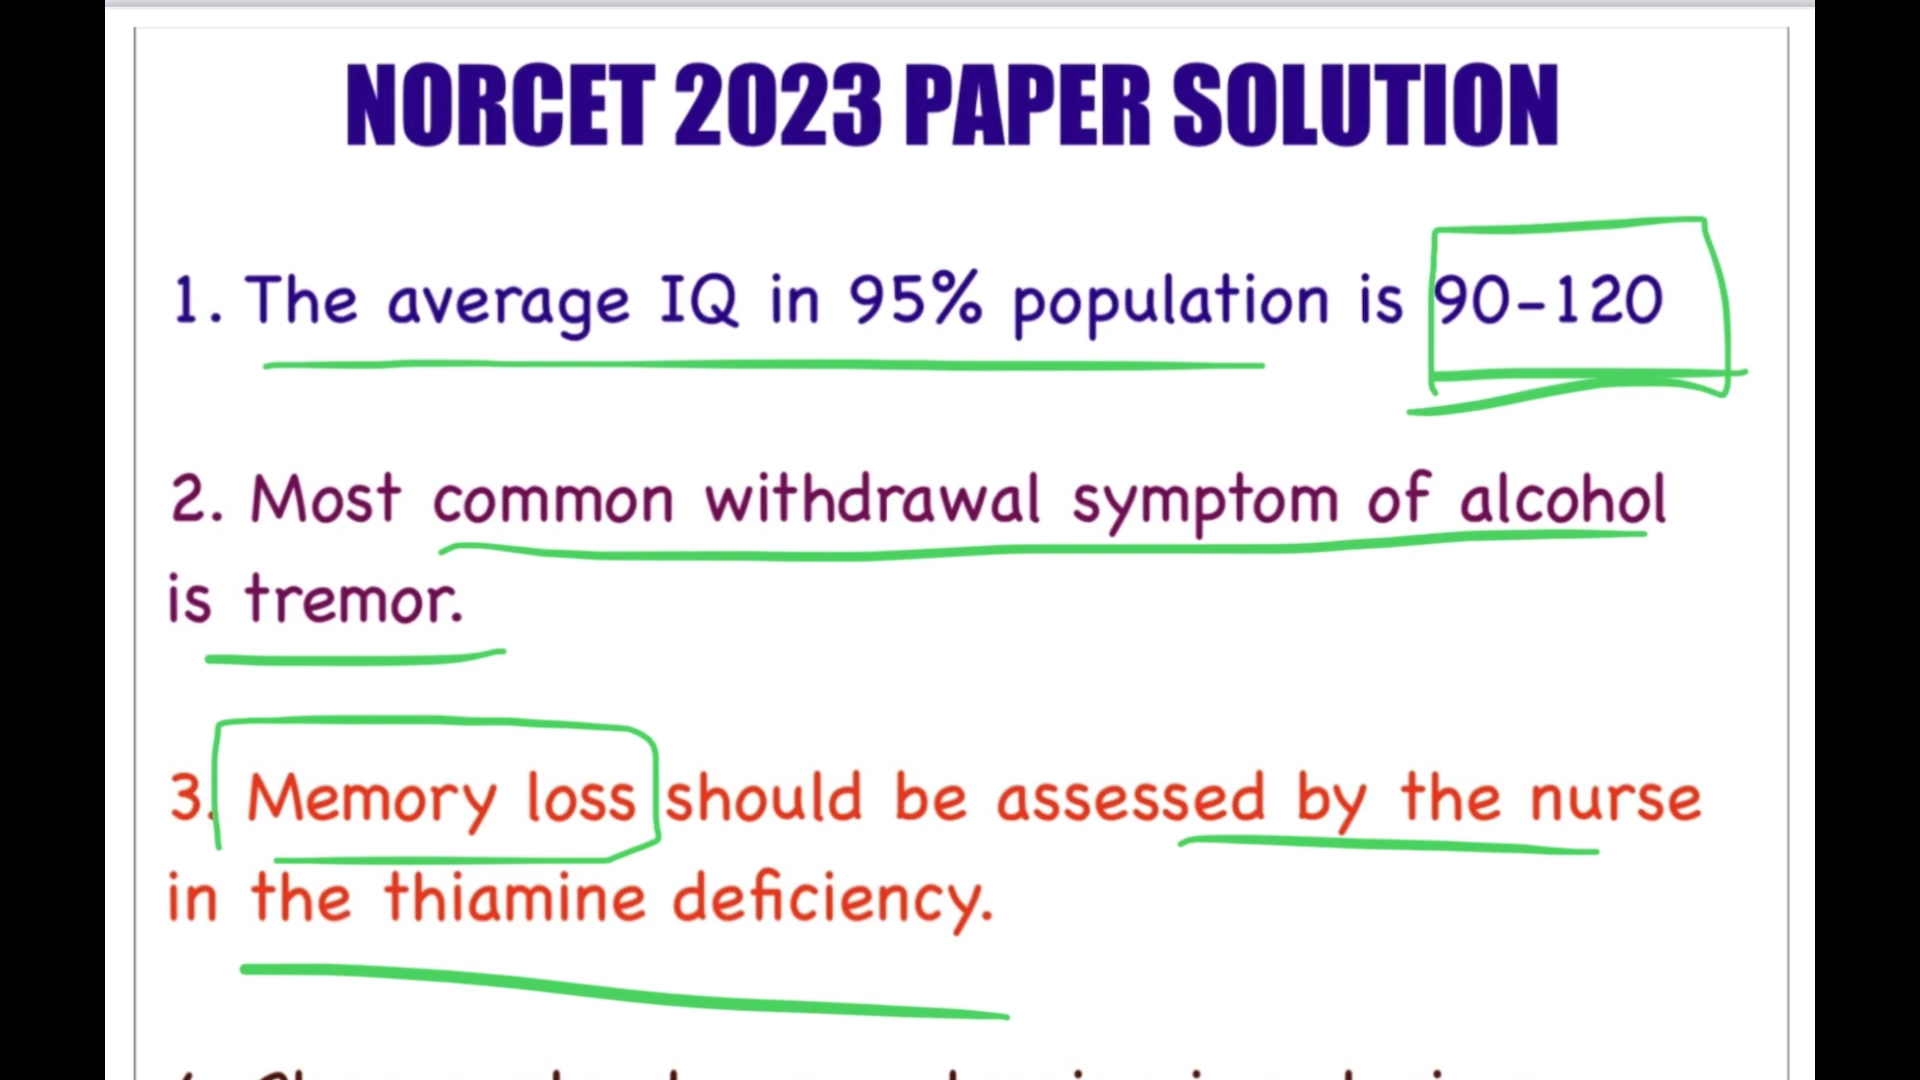 NORCET 2023 PAPER SOLUTION
1. The average IQ in 95% population is 90-120
2. Most common withdrawal symptom of alcohol
is tremor.
3. Memory loss should be assessed by the nurse
in the thiamine deficiency.